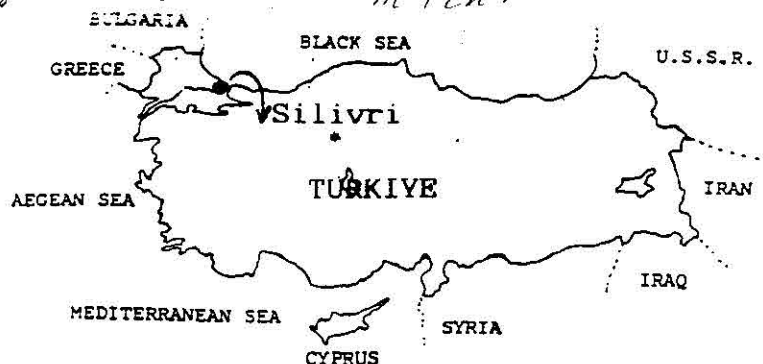 BULGARIA
BLACK SEA
U.S.S.R.
GREECE
Silivri
*
TURKIYE
IRAN
AEGEAN SEA
IRAQ
MEDITERRANEAN SEA
SYRIA
CYPRUS